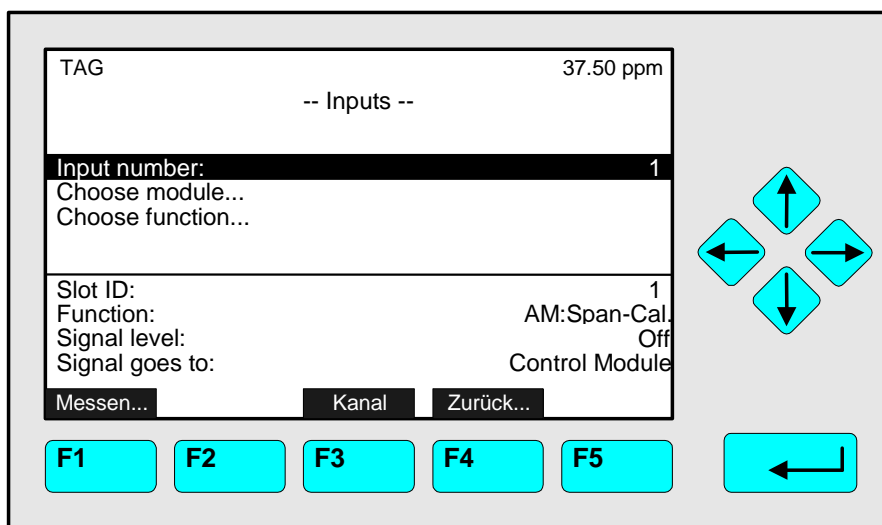 TAG 37.50 ppm
-- Inputs --
Input number: 1
Choose module...
Choose function...
Slot ID: 1
Function: AM:Span-Cal.
Signal level: Off
Signal goes to: Control Module
Messen... Kanal Zurück...
F1 F2 F3 F4 F5